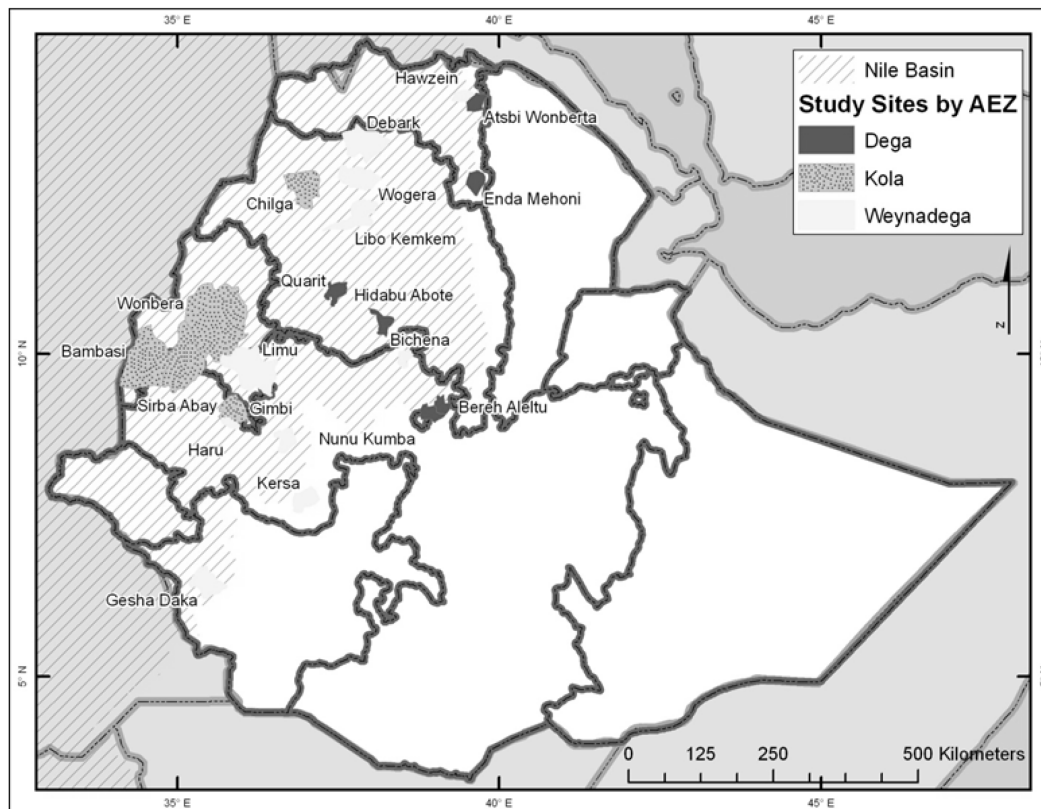 35° E
40° E
45° E
Nile Basin
Study Sites by AEZ
Dega
Kola
Weynadega
Hawzein
Atsbi Wonberta
Debark
Wogera
Enda Mehoni
Chilga
Libo Kemkem
Quarit
Hidabu Abote
Wonbera
Bichena
Bambasi
Limu
10° N
Sirba Abay
Gimbi
Bereh Aleltu
Haru
Nunu Kumba
Kersa
Gesha Daka
5° N
N
0 125 250 500 Kilometers
35° E
40° E
45° E